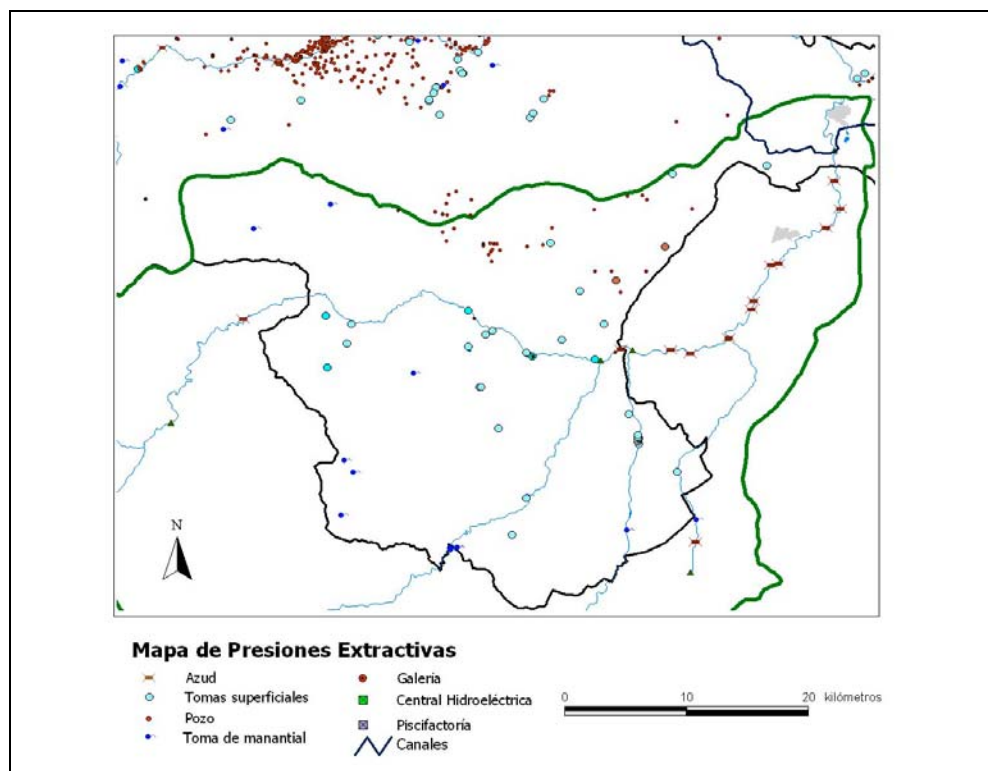 N
Mapa de Presiones Extractivas
Azud
Tomas superficiales
Pozo
Toma de manantial
Galería
Central Hidroeléctrica
Piscifactoría
Canales
0 10 20 kilómetros